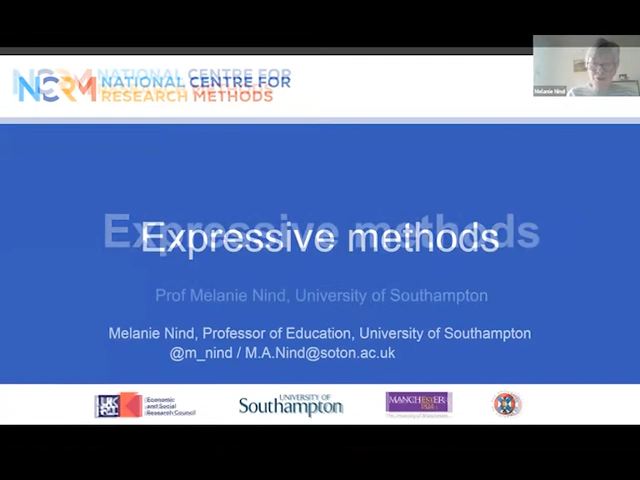 NCRM NATIONAL CENTRE FOR
RESEARCH METHODS
Melanie Nind
Expressive methods
Prof Melanie Nind, University of Southampton
Melanie Nind, Professor of Education, University of Southampton
@m_nind / M.A.Nind@soton.ac.uk
Economic
and Social
Research Council
UNIVERSITY OF
Southampton
MANCHESTER
1824